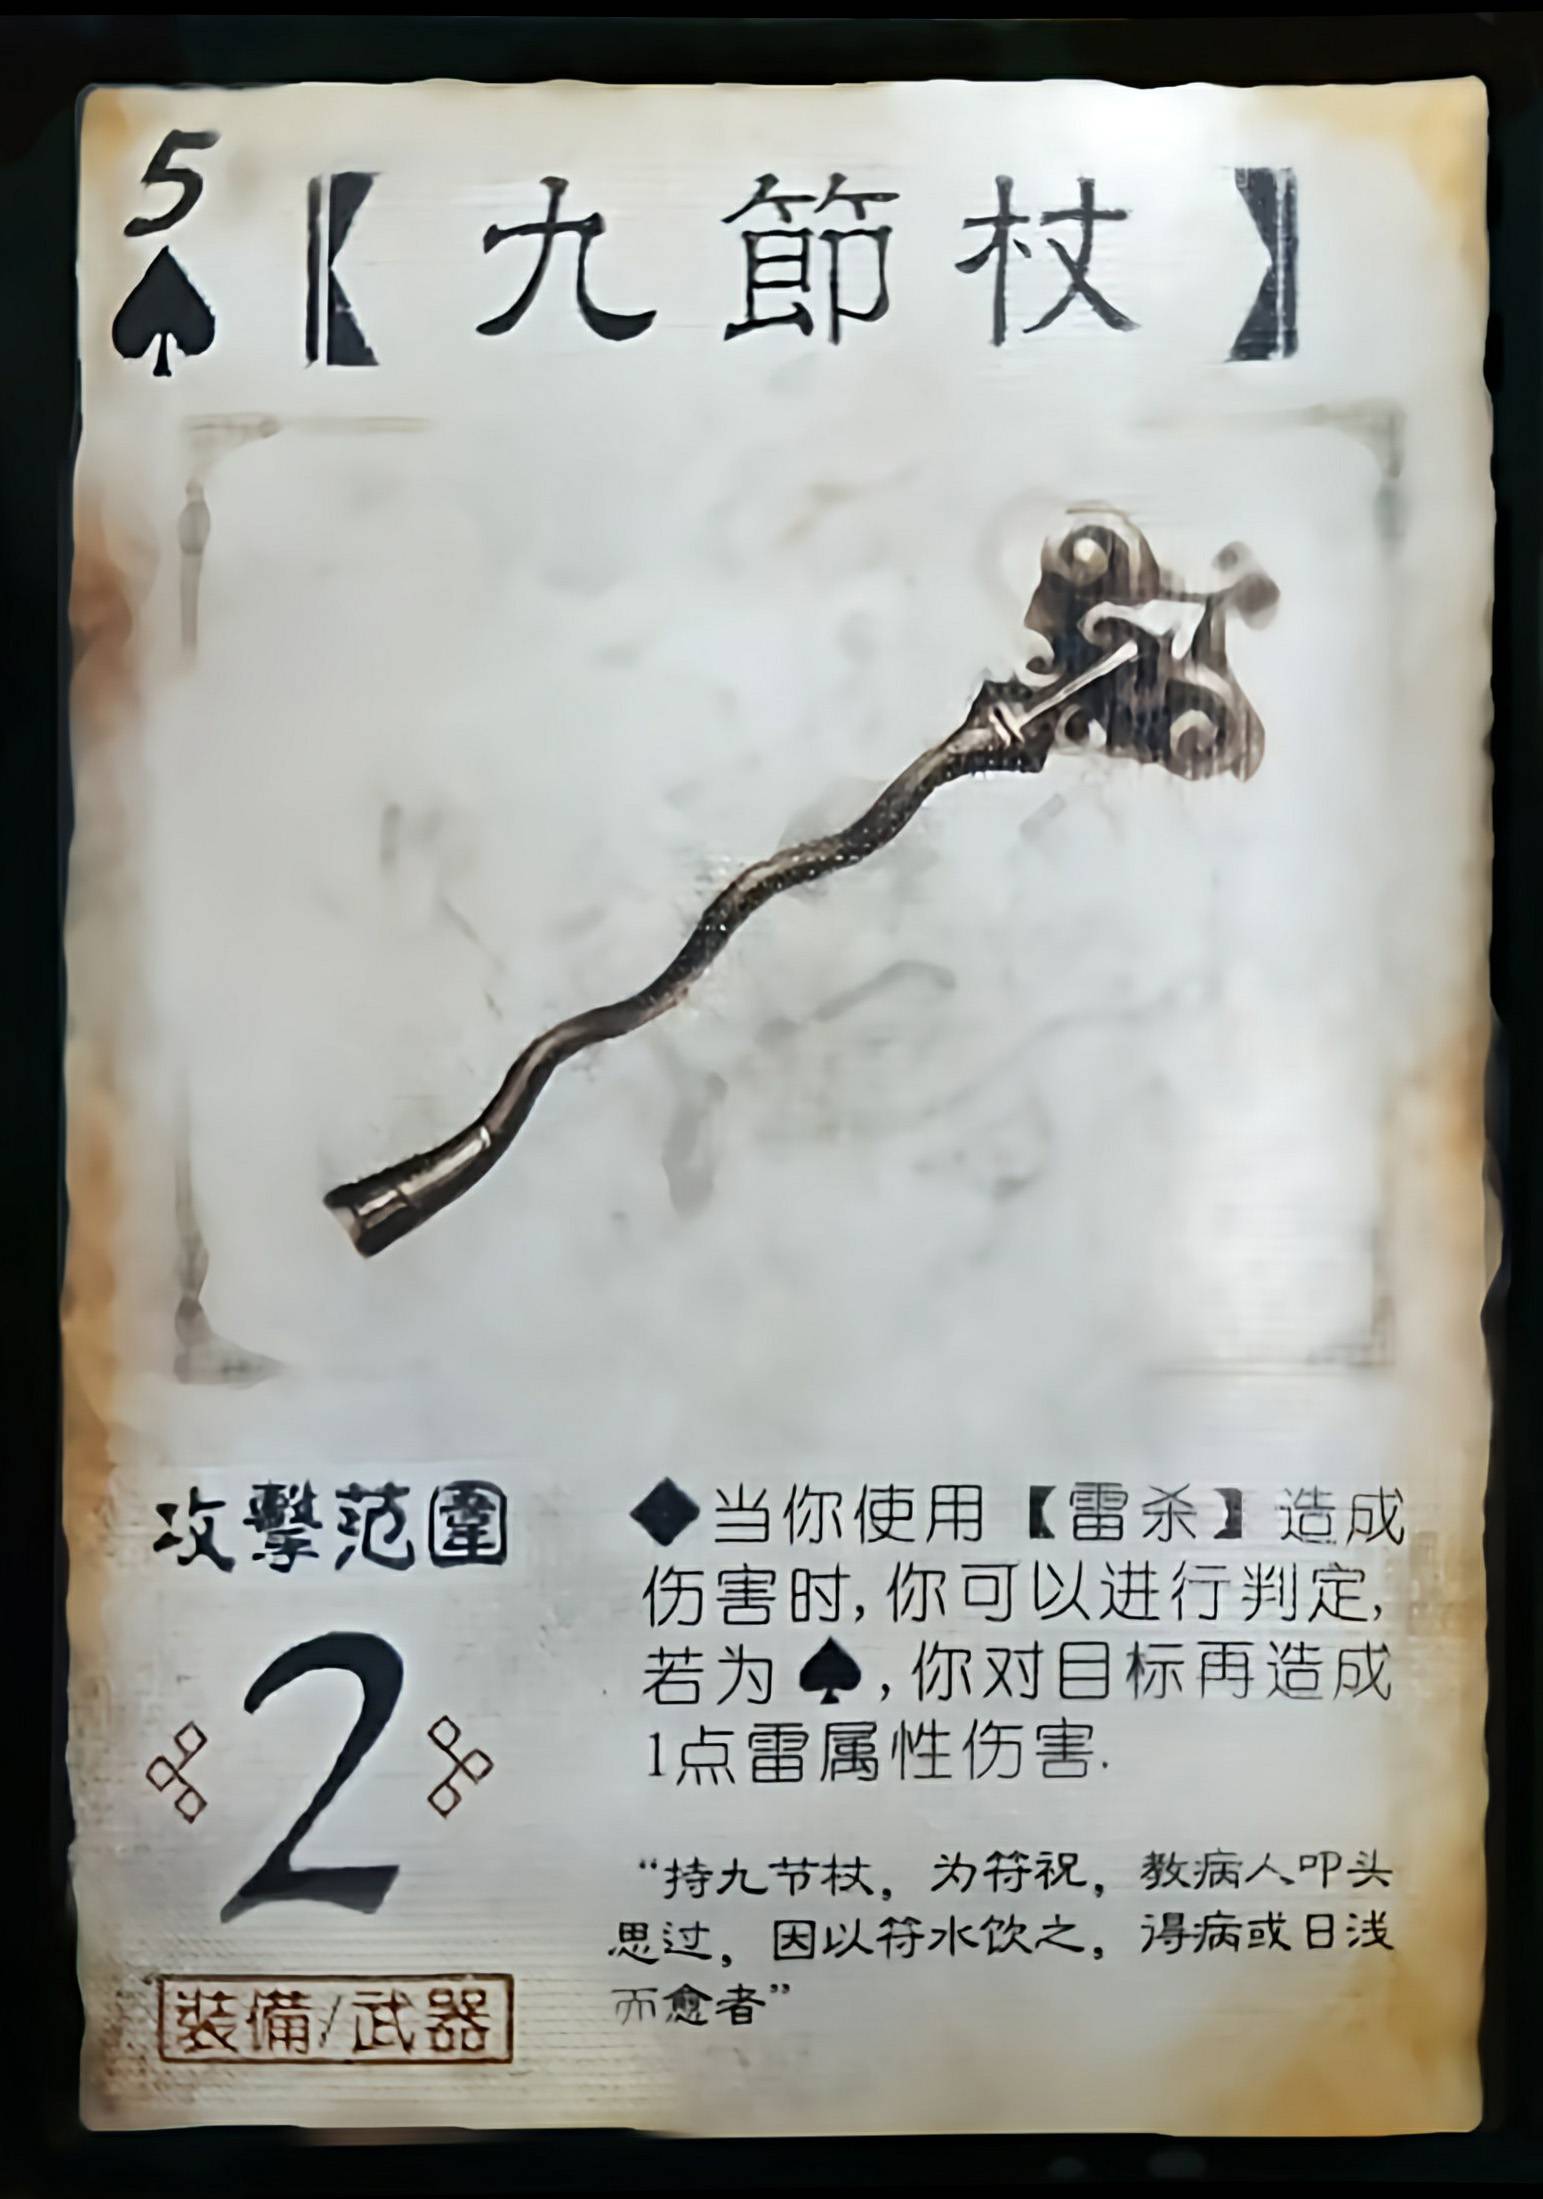 5
【九節杖】
攻擊范圍
2
裝備/武器
◆当你使用【雷杀】造成
伤害时,你可以进行判定,
若为♠,你对目标再造成
1点雷属性伤害.
“持九节杖，为符祝，教病人叩头
思过，因以符水饮之，得病或日浅
而愈者”